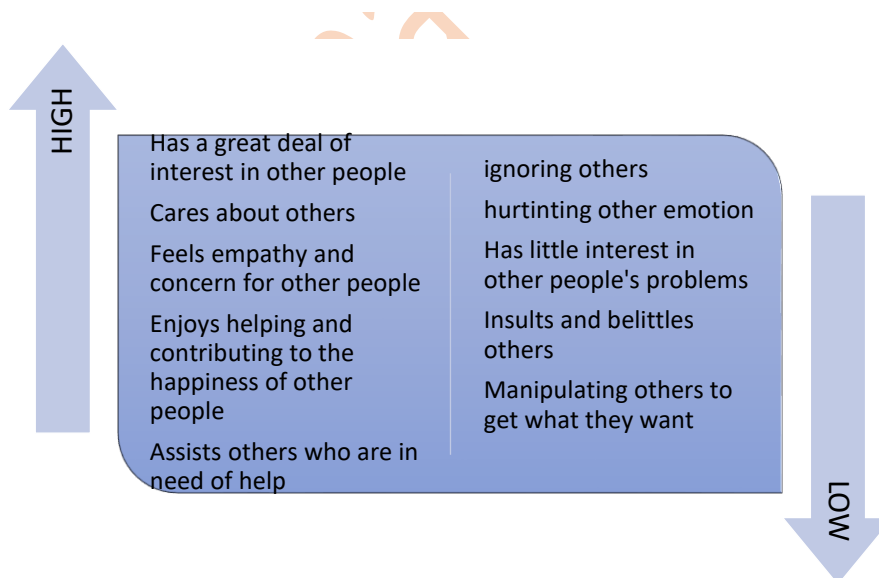 HIGH
Has a great deal of
interest in other people
Cares about others
Feels empathy and
concern for other people
Enjoys helping and
contributing to the
happiness of other
people
Assists others who are in
need of help
ignoring others
hurtinting other emotion
Has little interest in
other people's problems
Insults and belittles
others
Manipulating others to
get what they want
LOW